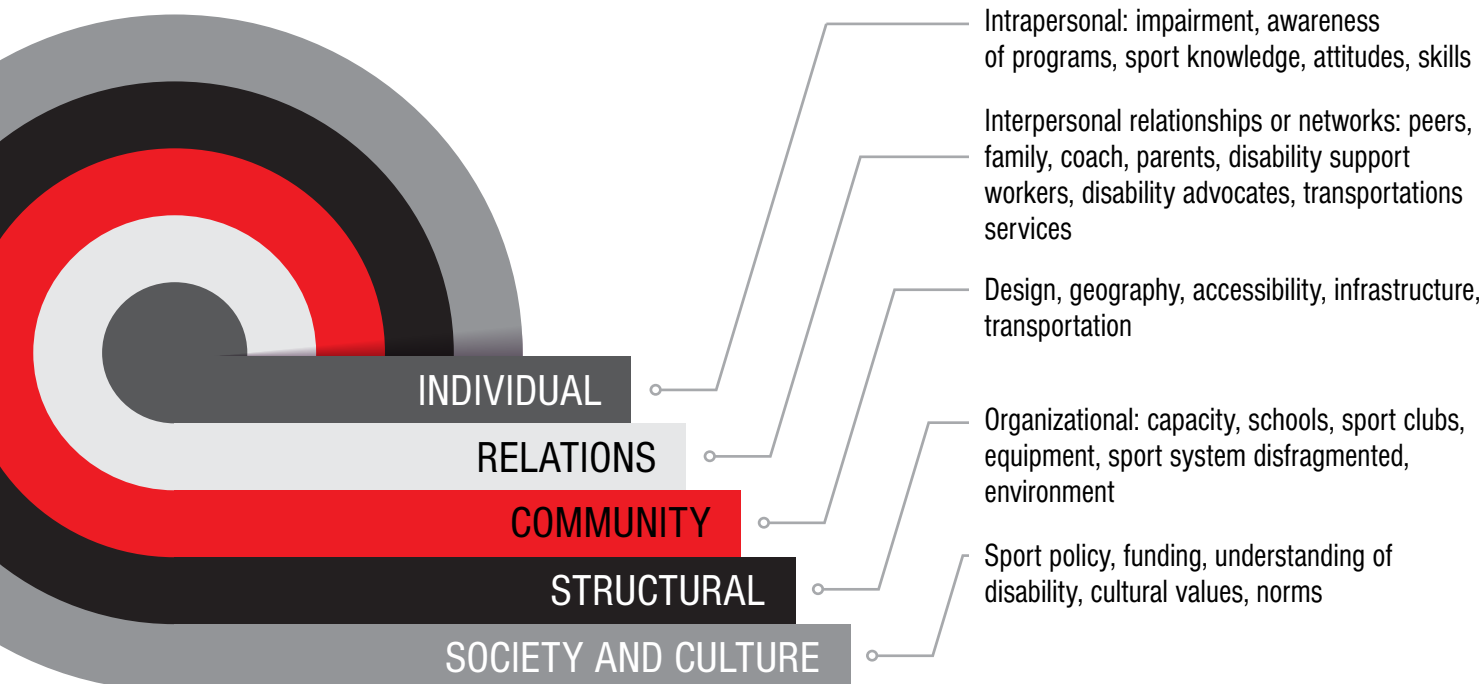 Intrapersonal: impairment, awareness
of programs, sport knowledge, attitudes, skills
Interpersonal relationships or networks: peers,
family, coach, parents, disability support
workers, disability advocates, transportations
services
Design, geography, accessibility, infrastructure,
transportation
INDIVIDUAL
RELATIONS
Organizational: capacity, schools, sport clubs,
equipment, sport system disfragmented,
environment
COMMUNITY
STRUCTURAL
Sport policy, funding, understanding of
disability, cultural values, norms
SOCIETY AND CULTURE